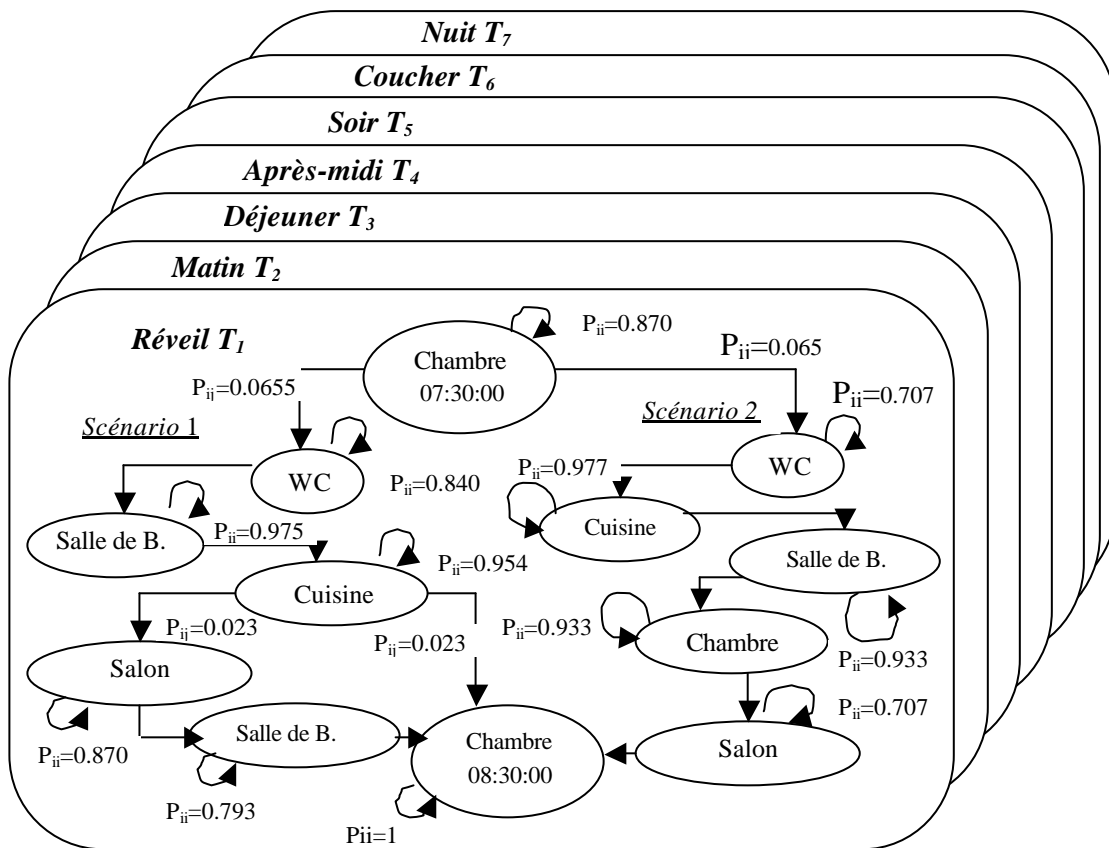 Nuit T7
Coucher T6
Soir T5
Après-midi T4
Déjeuner T3
Matin T2
Réveil T1
Chambre
07:30:00
Pii=0.870
Pij=0.0655
Pij=0.065
Scénario 1
Scénario 2
Pii=0.707
WC
Pii=0.840
WC
Pii=0.977
Salle de B.
Pii=0.975
Cuisine
Pii=0.954
Cuisine
Salle de B.
Pij=0.023
Pij=0.023
Pii=0.933
Chambre
Pii=0.933
Salon
Pii=0.870
Salle de B.
Chambre
08:30:00
Salon
Pii=0.707
Pii=0.793
Pii=1